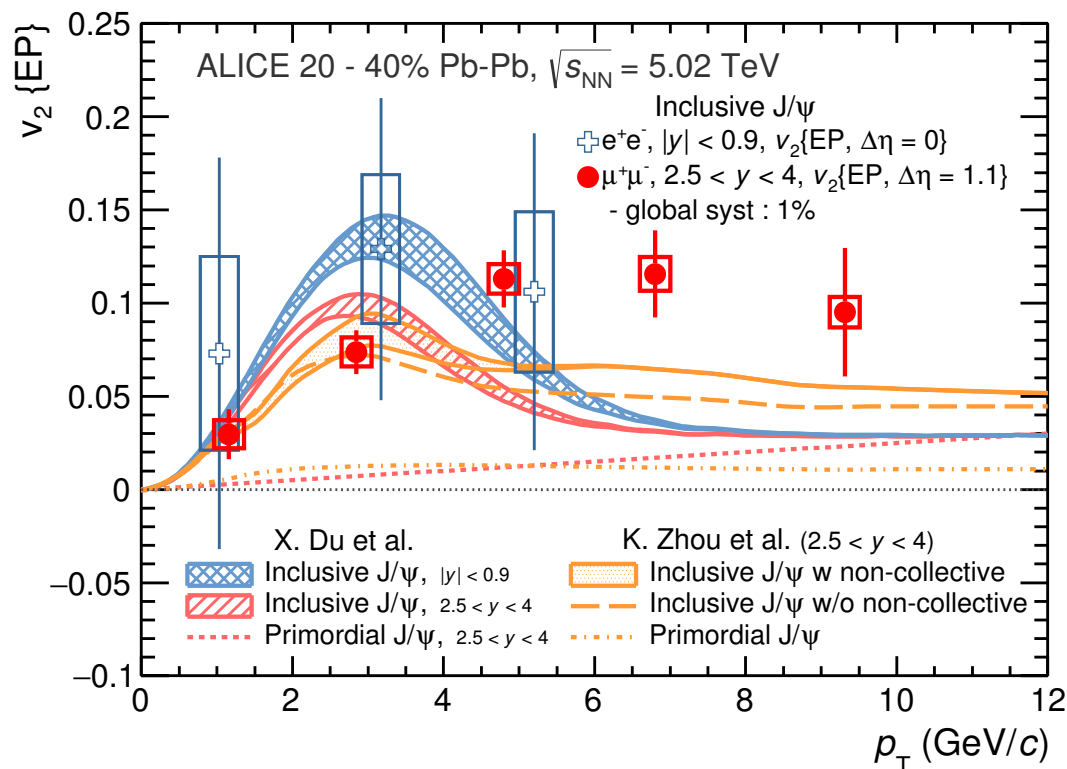 ALICE 20 - 40% Pb-Pb, √s_NN = 5.02 TeV
Inclusive J/ψ
e⁺e⁻, |y| < 0.9, v₂{EP, Δη = 0}
μ⁺μ⁻, 2.5 < y < 4, v₂{EP, Δη = 1.1}
- global syst : 1%
v₂ {EP}
0.25
0.2
0.15
0.1
0.05
0
−0.05
−0.1
X. Du et al.
Inclusive J/ψ, |y| < 0.9
Inclusive J/ψ, 2.5 < y < 4
Primordial J/ψ, 2.5 < y < 4
K. Zhou et al. (2.5 < y < 4)
Inclusive J/ψ w non-collective
Inclusive J/ψ w/o non-collective
Primordial J/ψ
0 2 4 6 8 10 12
p_T (GeV/c)